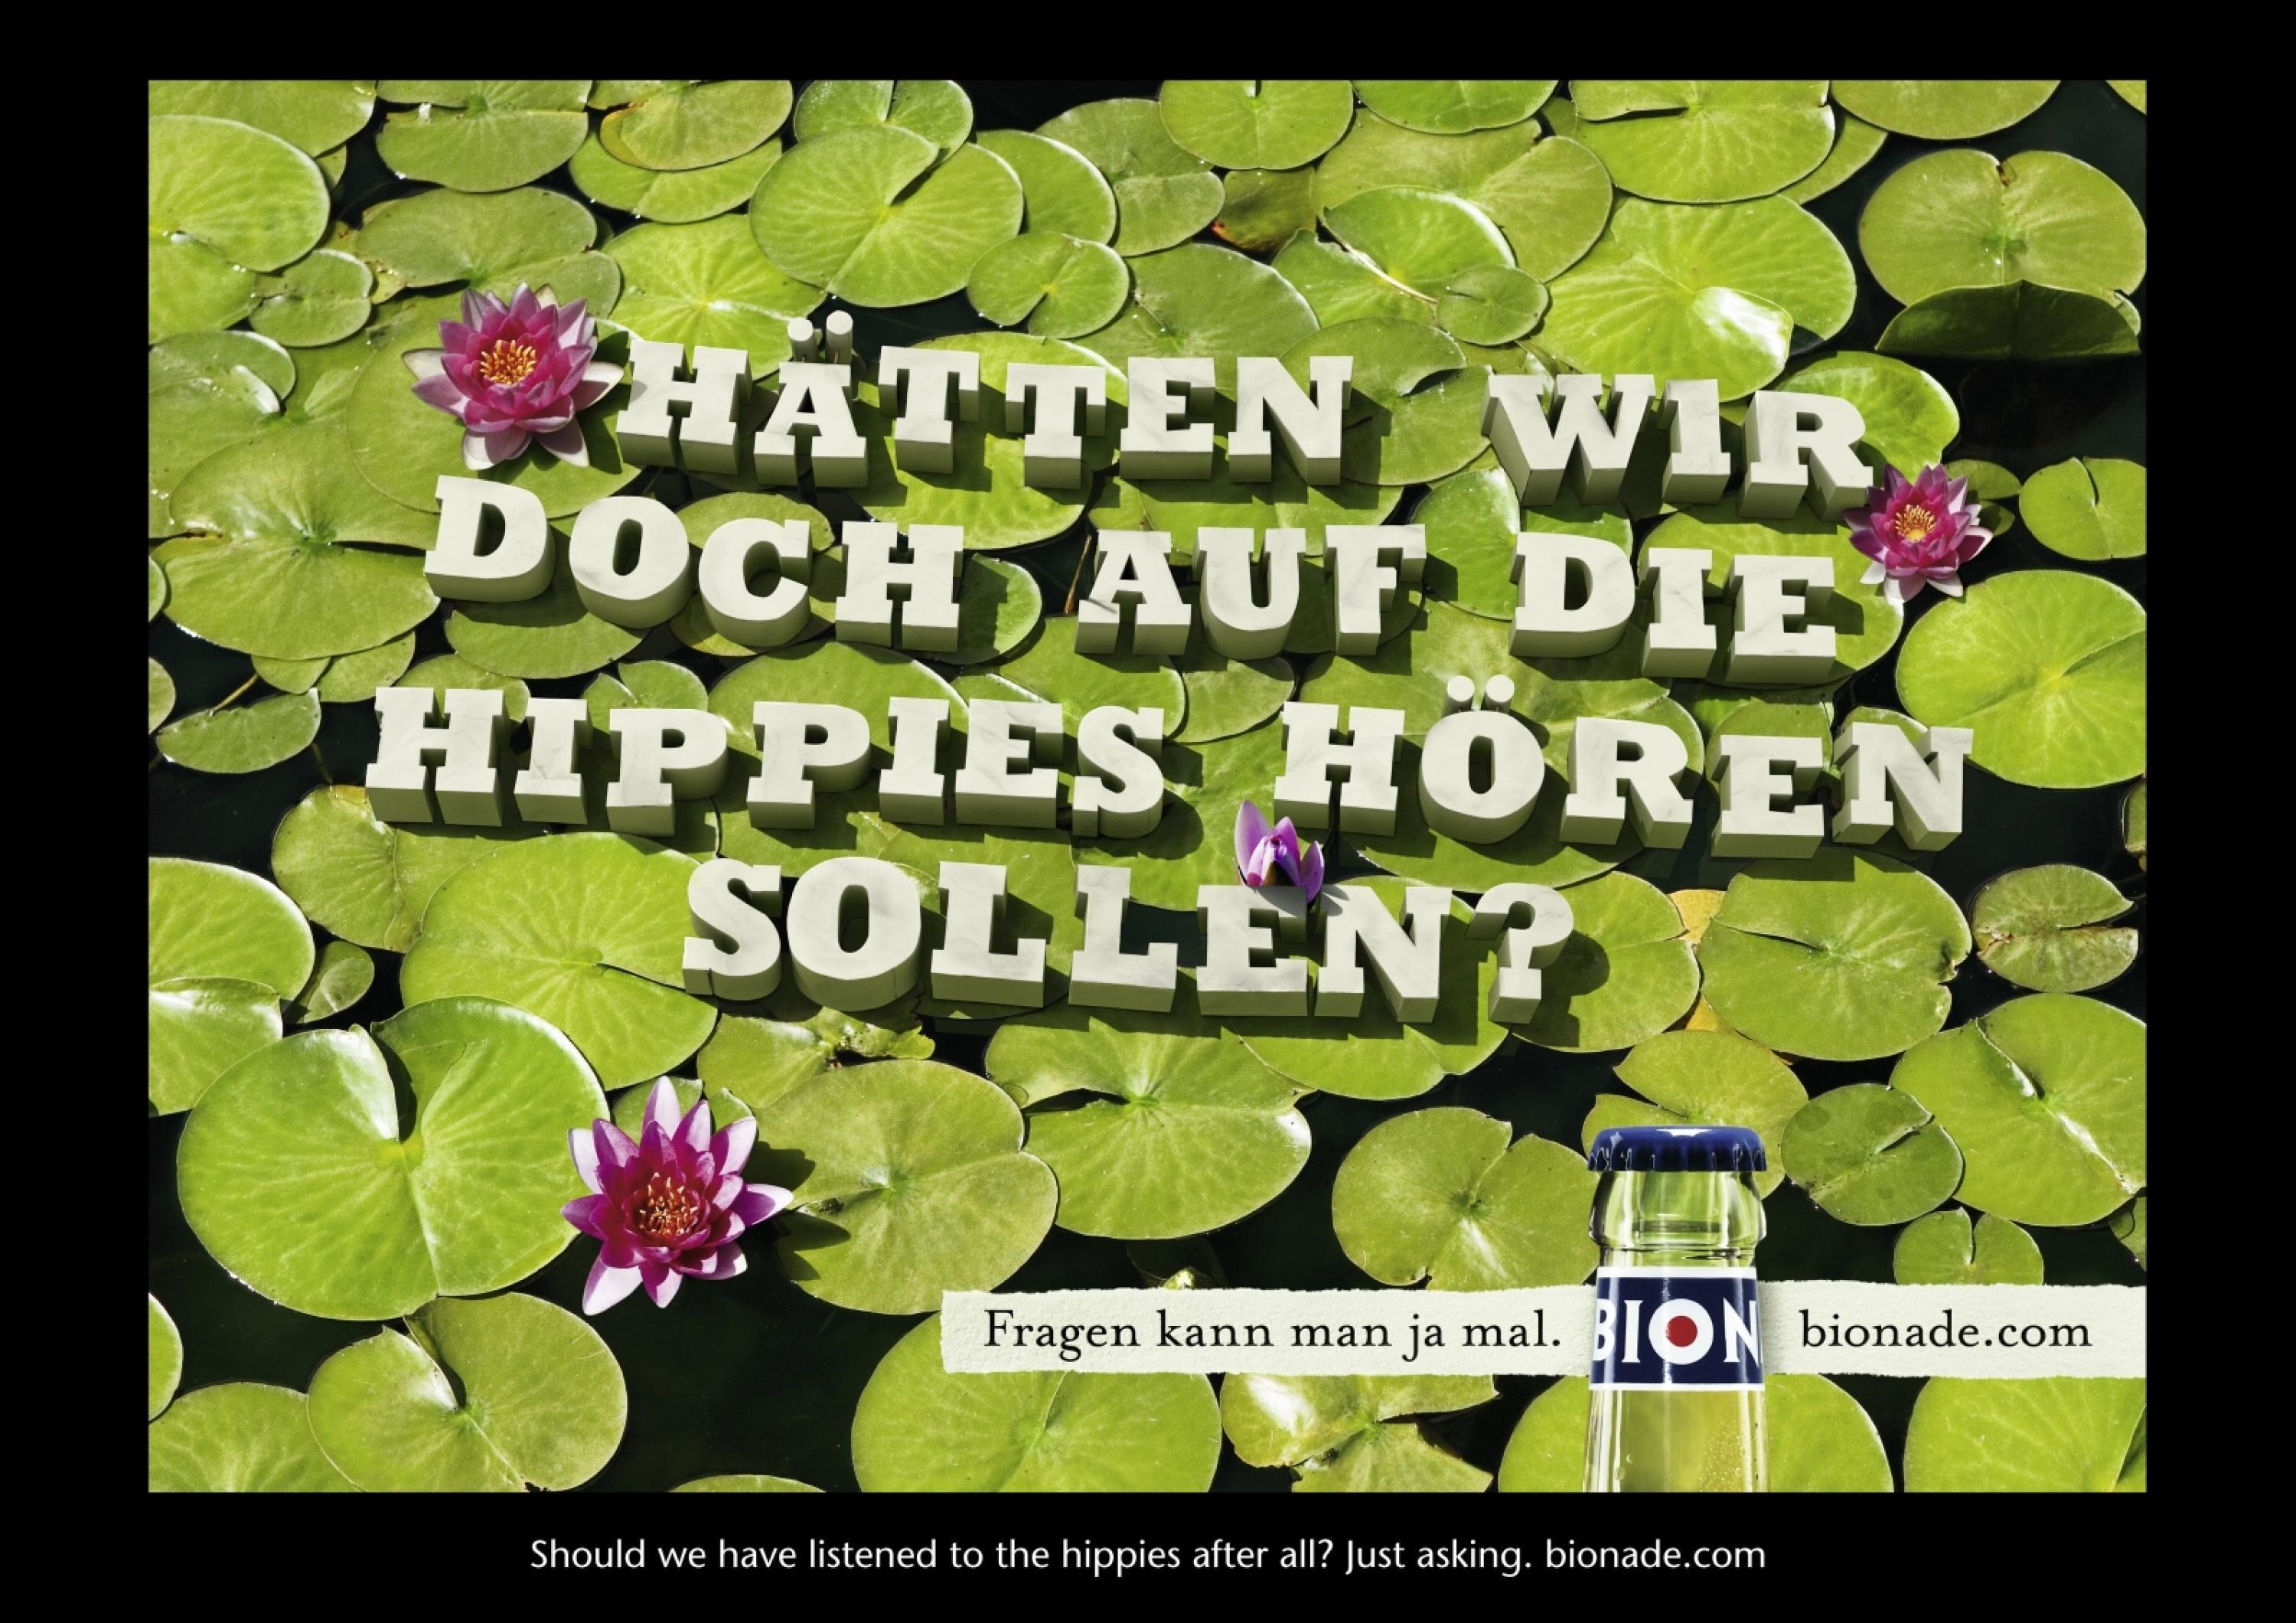 HÄTTEN WIR
DOCH AUF DIE
HIPPIES HÖREN
SOLLEN?
Fragen kann man ja mal. BION bionade.com
Should we have listened to the hippies after all? Just asking. bionade.com